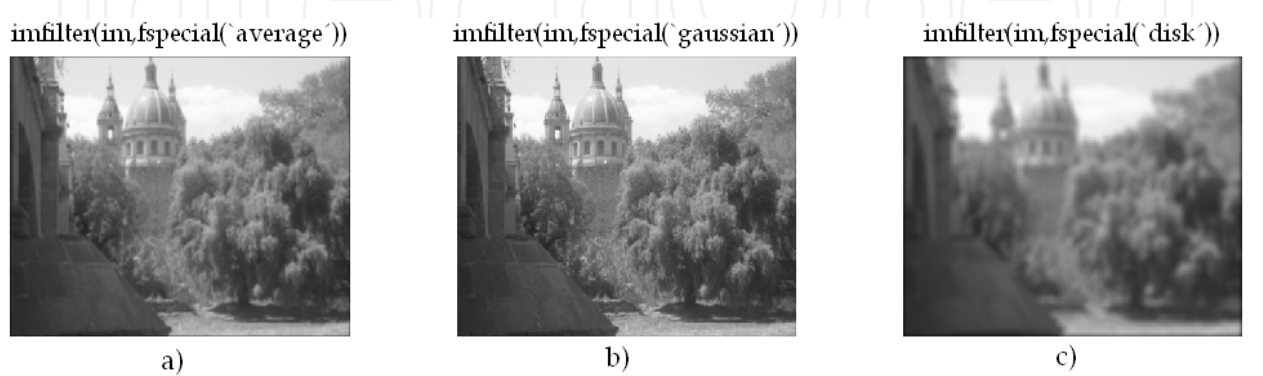 imfilter(im,fspecial(`average´))
imfilter(im,fspecial(`gaussian´))
imfilter(im,fspecial(`disk´))
a)
b)
c)